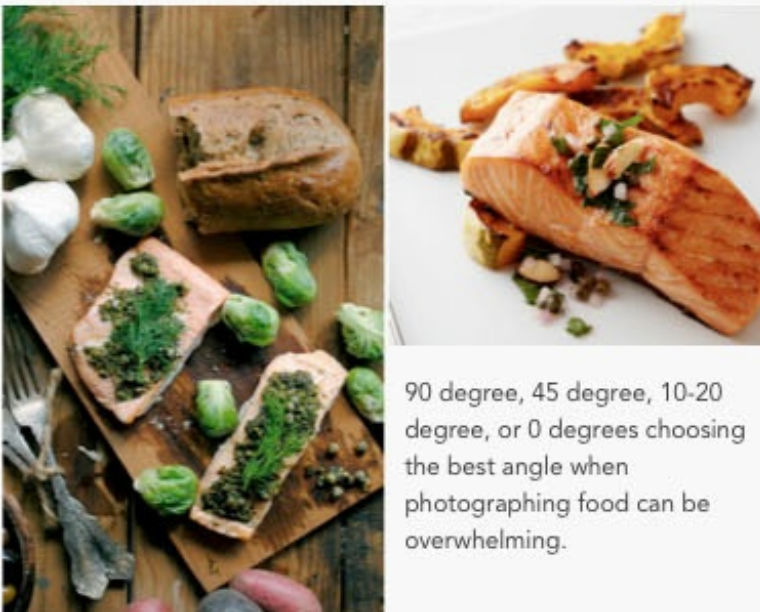 90 degree, 45 degree, 10-20
degree, or 0 degrees choosing
the best angle when
photographing food can be
overwhelming.